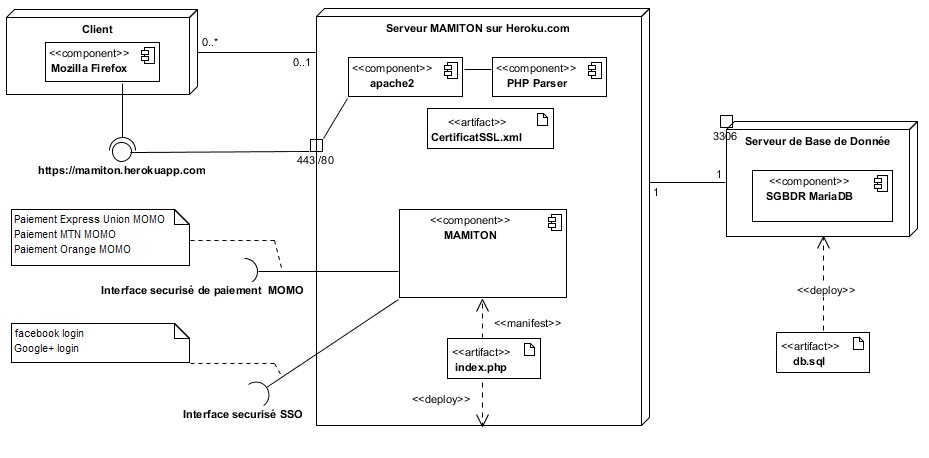 Client
<<component>>
Mozilla Firefox
0..*
0..1
https://mamiton.herokuapp.com
443 /80
Serveur MAMITON sur Heroku.com
<<component>>
apache2
<<component>>
PHP Parser
<<artifact>>
CertificatSSL.xml
<<component>>
MAMITON
<<manifest>>
<<artifact>>
index.php
<<deploy>>
Paiement Express Union MOMO
Paiement MTN MOMO
Paiement Orange MOMO
Interface securisé de paiement MOMO
facebook login
Google+ login
Interface securisé SSO
1
1
3306
Serveur de Base de Donnée
<<component>>
SGBDR MariaDB
<<deploy>>
<<artifact>>
db.sql